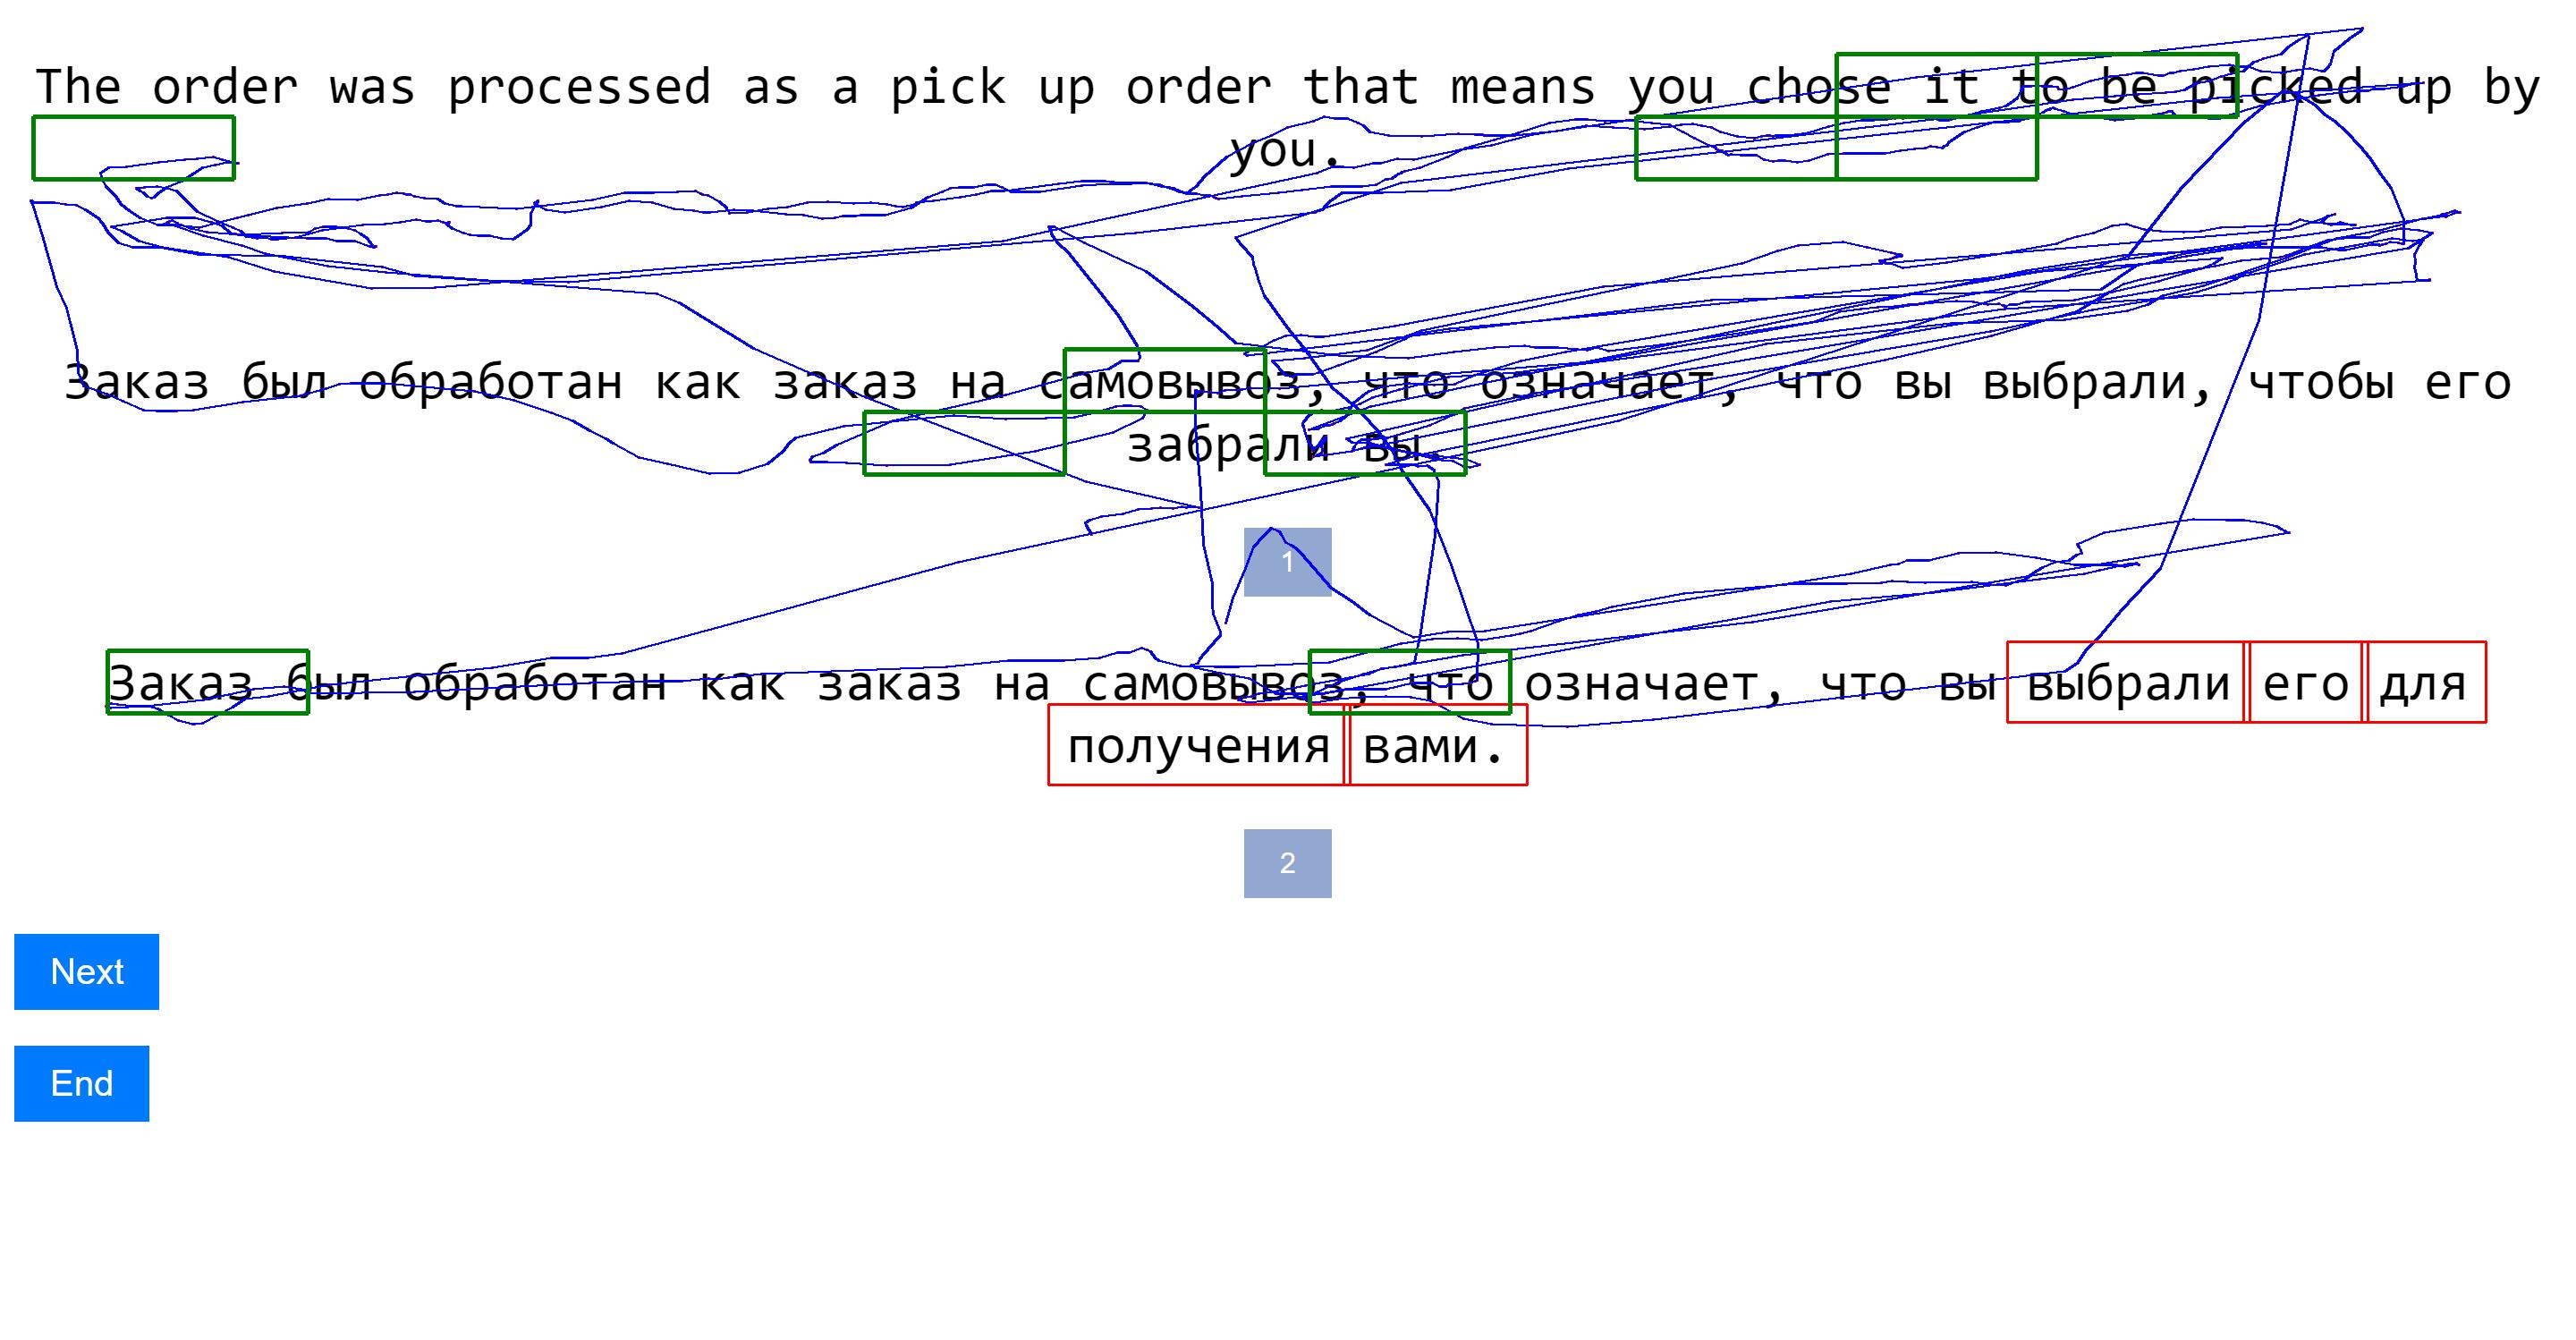 The order was processed as a pick up order that means you chose it to be picked up by
you.
Заказ был обработан как заказ на самовывоз, что означает, что вы выбрали, чтобы его
забрали вы.
1
Заказ был обработан как заказ на самовывоз, что означает, что вы выбрали его для
получения вами.
2
Next
End